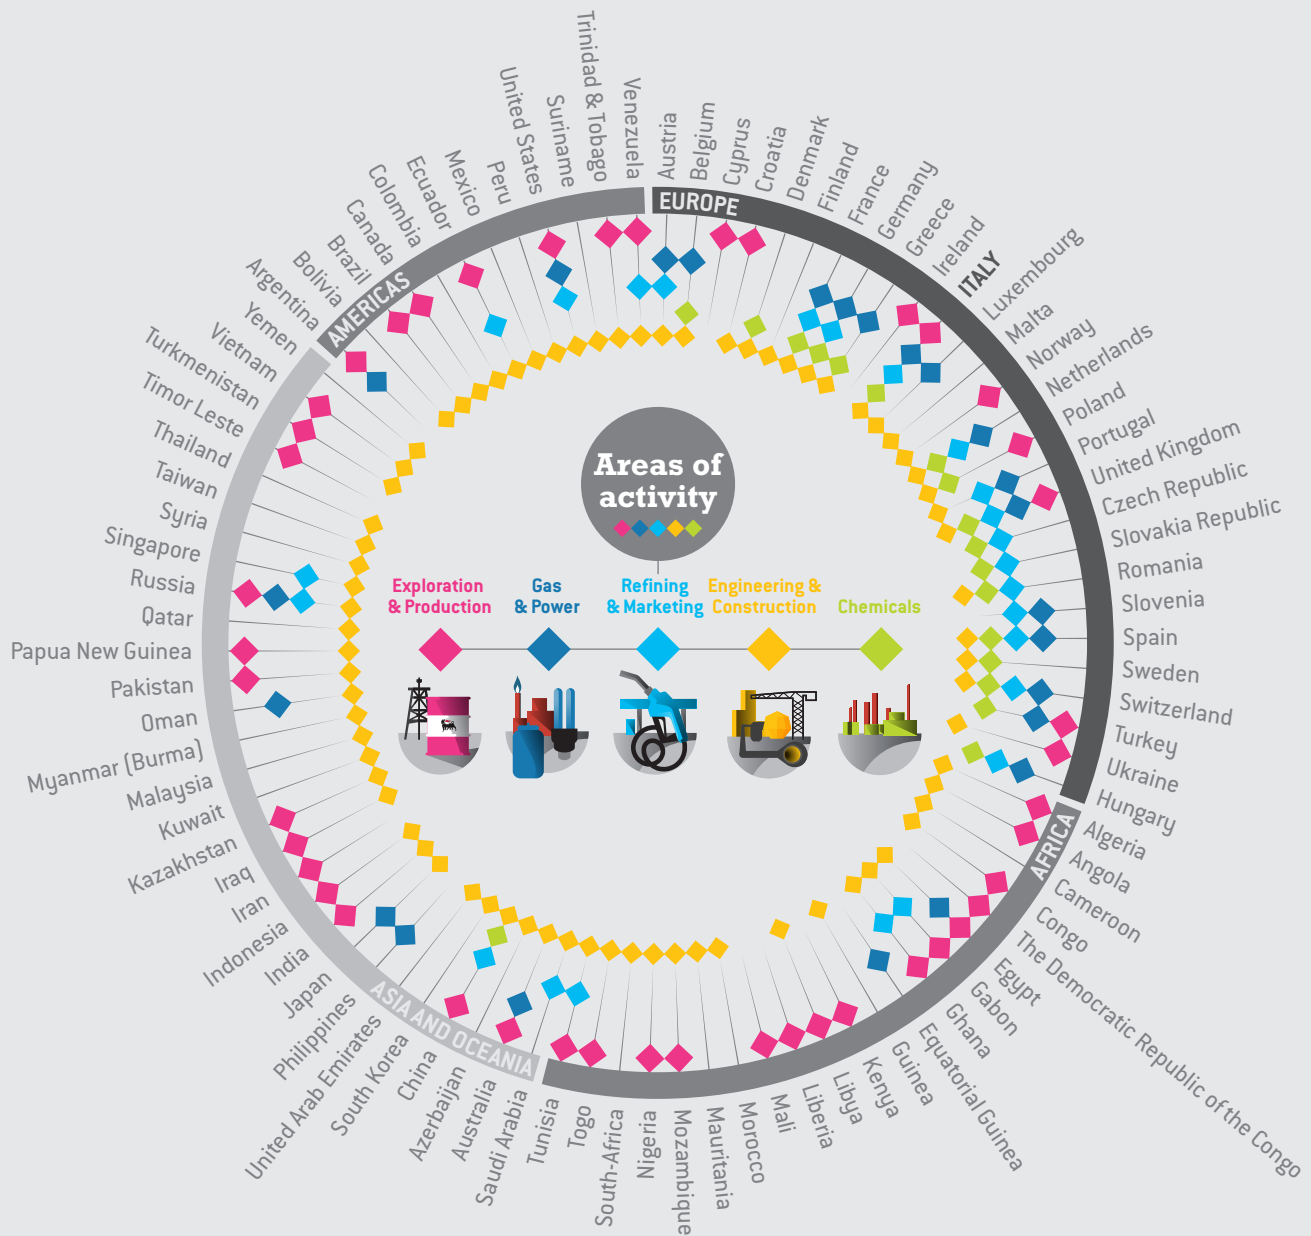 Areas of
activity
Exploration
& Production
Gas
& Power
Refining
& Marketing
Engineering &
Construction
Chemicals
EUROPE
Austria
Belgium
Cyprus
Croatia
Denmark
Finland
France
Germany
Greece
Ireland
ITALY
Luxembourg
Malta
Norway
Netherlands
Poland
Portugal
United Kingdom
Czech Republic
Slovakia Republic
Romania
Slovenia
Spain
Sweden
Switzerland
Turkey
Ukraine
Hungary
AFRICA
Algeria
Angola
Cameroon
Congo
The Democratic Republic of the Congo
Egypt
Gabon
Ghana
Equatorial Guinea
Guinea
Kenya
Libya
Liberia
Mali
Morocco
Mauritania
Mozambique
Nigeria
South-Africa
Togo
Tunisia
ASIA AND OCEANIA
Saudi Arabia
Australia
Azerbaijan
China
South Korea
United Arab Emirates
Philippines
Japan
India
Indonesia
Iran
Iraq
Kazakhstan
Kuwait
Malaysia
Myanmar (Burma)
Oman
Pakistan
Papua New Guinea
Qatar
Russia
Singapore
Syria
Taiwan
Thailand
Timor Leste
Turkmenistan
Vietnam
Yemen
AMERICAS
Argentina
Bolivia
Brazil
Canada
Colombia
Ecuador
Mexico
Peru
United States
Suriname
Trinidad & Tobago
Venezuela